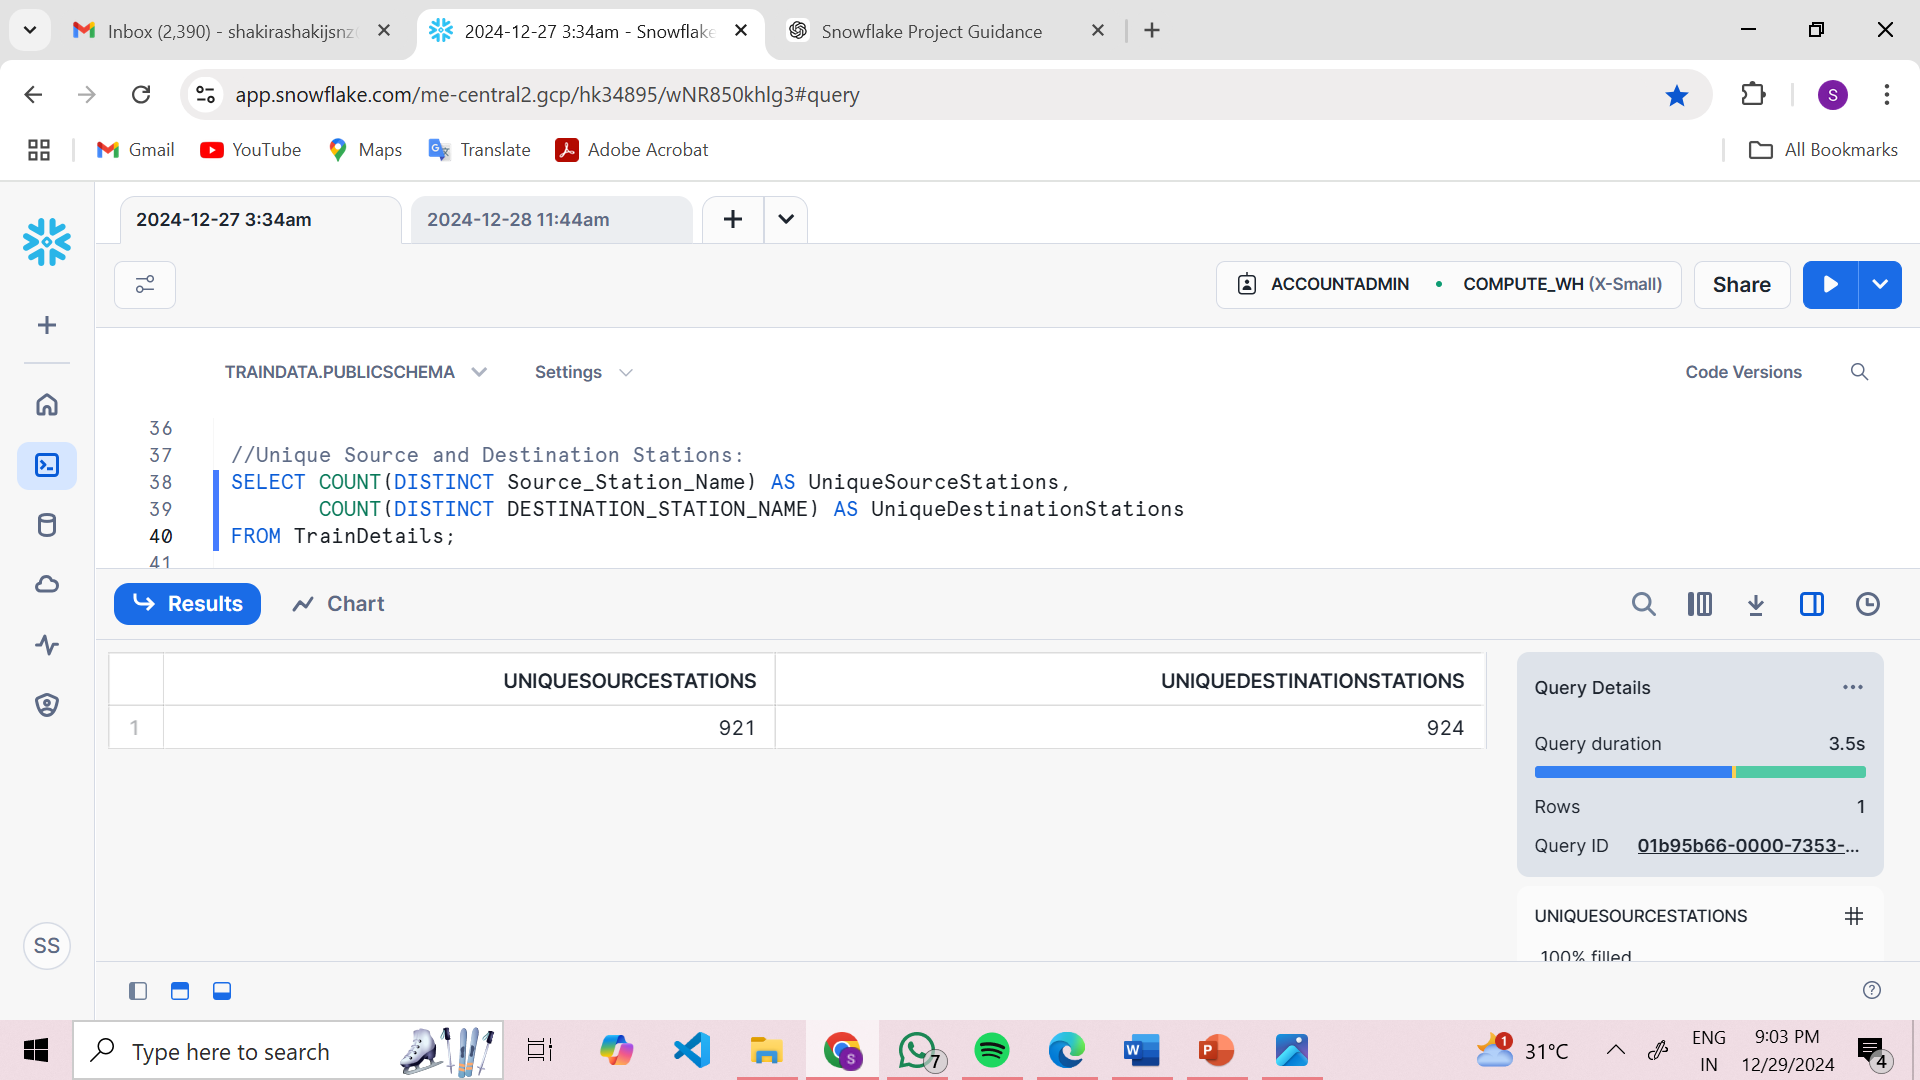 Inbox (2,390) - shakirashakijsnz
2024-12-27 3:34am - Snowflake
Snowflake Project Guidance
app.snowflake.com/me-central2.gcp/hk34895/wNR850khlg3#query
S
Gmail
YouTube
Maps
Translate
Adobe Acrobat
All Bookmarks
2024-12-27 3:34am
2024-12-28 11:44am
ACCOUNTADMIN • COMPUTE_WH (X-Small)
Share
TRAINDATA.PUBLICSCHEMA
Settings
Code Versions
36
37 //Unique Source and Destination Stations:
38 SELECT COUNT(DISTINCT Source_Station_Name) AS UniqueSourceStations,
39 COUNT(DISTINCT DESTINATION_STATION_NAME) AS UniqueDestinationStations
40 FROM TrainDetails;
41
Results
Chart
UNIQUESOURCESTATIONS UNIQUEDESTINATIONSTATIONS
1 921 924
Query Details
Query duration 3.5s
Rows 1
Query ID 01b95b66-0000-7353-...
UNIQUESOURCESTATIONS
100% filled
SS
Type here to search
S
7
W
P
1
31°C
ENG
IN
9:03 PM
12/29/2024
4